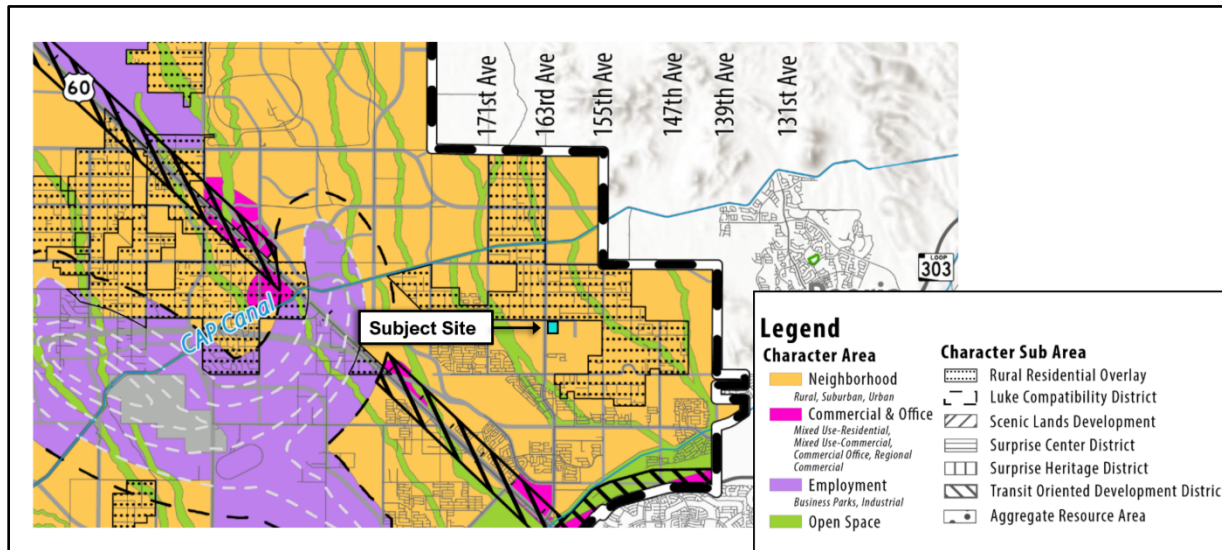 60
171st Ave
163rd Ave
155th Ave
147th Ave
139th Ave
131st Ave
LOOP
303
CAP Canal
Subject Site
Legend
Character Area
Neighborhood
Rural, Suburban, Urban
Commercial & Office
Mixed Use-Residential,
Mixed Use-Commercial,
Commercial Office, Regional
Commercial
Employment
Business Parks, Industrial
Open Space
Character Sub Area
Rural Residential Overlay
Luke Compatibility District
Scenic Lands Development
Surprise Center District
Surprise Heritage District
Transit Oriented Development Distric
Aggregate Resource Area